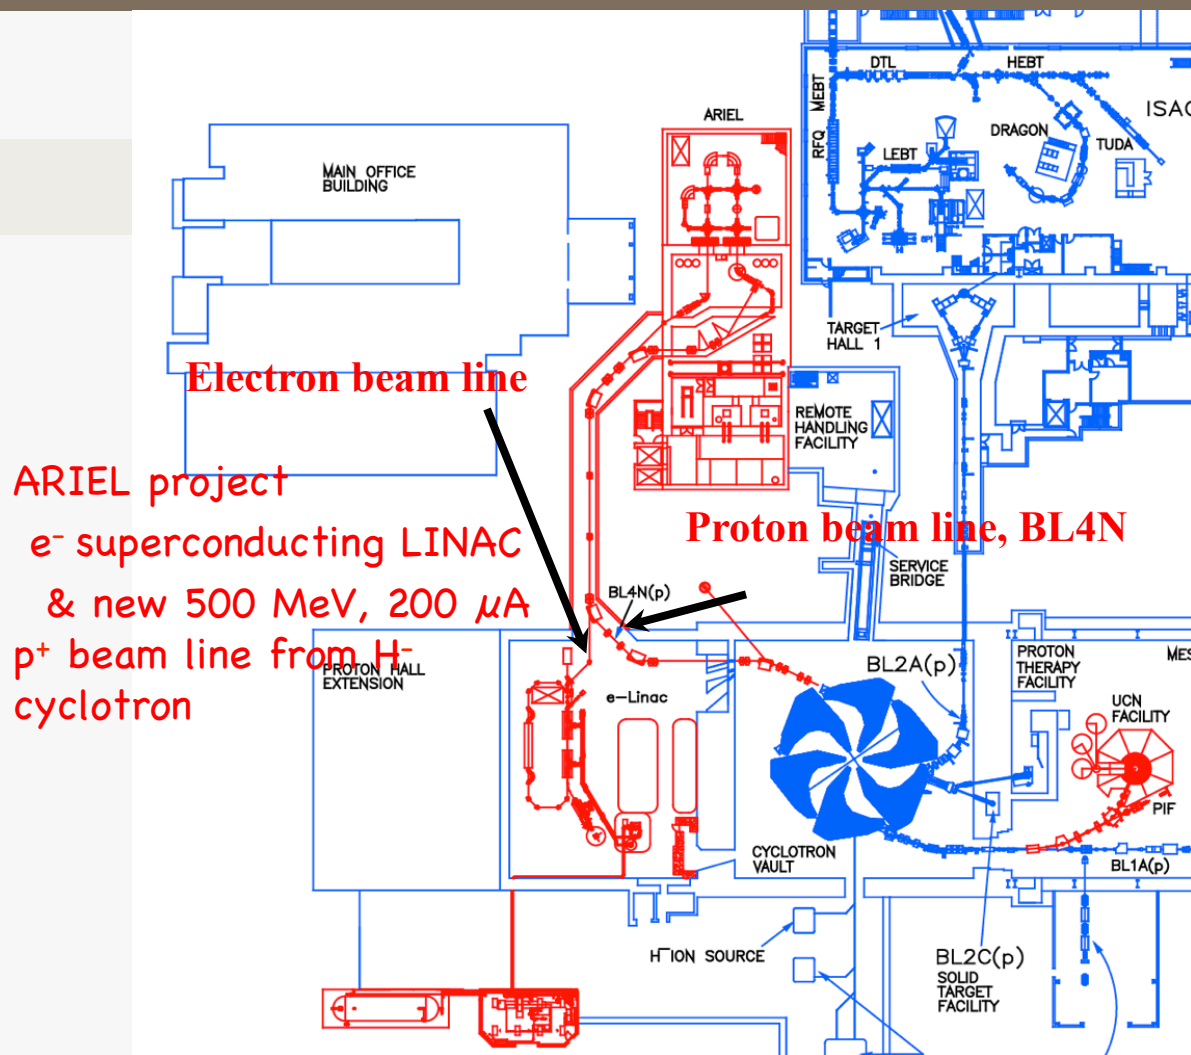 DTL
HEBT
MEBT
RFQ
ISAC
ARIEL
DRAGON
TUDA
LEBT
MAIN OFFICE
BUILDING
TARGET
HALL 1
Electron beam line
REMOTE
HANDLING
FACILITY
ARIEL project
e⁻ superconducting LINAC
& new 500 MeV, 200 μA
p⁺ beam line from H⁻
cyclotron
Proton beam line, BL4N
SERVICE
BRIDGE
BL4N(p)
PROTON HALL
EXTENSION
e-Linac
BL2A(p)
PROTON
THERAPY
FACILITY
MES
UCN
FACILITY
PIF
CYCLOTRON
VAULT
BL1A(p)
H⁻ION SOURCE
BL2C(p)
SOLID
TARGET
FACILITY